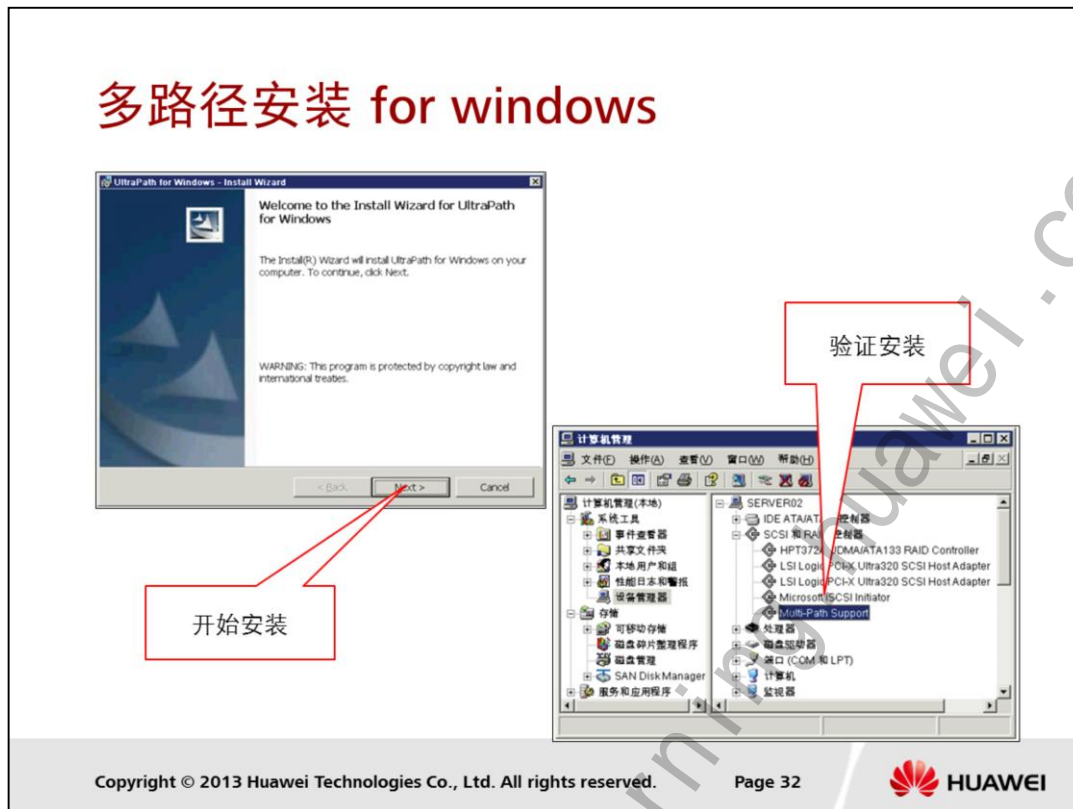 多路径安装 for windows
UltraPath for Windows - Install Wizard
Welcome to the Install Wizard for UltraPath
for Windows
The Install(R) Wizard will install UltraPath for Windows on your
computer. To continue, click Next.
WARNING: This program is protected by copyright law and
international treaties.
< Back
Next >
Cancel
开始安装
验证安装
计算机管理
文件(F) 操作(A) 查看(V) 窗口(W) 帮助(H)
计算机管理(本地)
系统工具
事件查看器
共享文件夹
本地用户和组
性能日志和警报
设备管理器
存储
可移动存储
磁盘碎片整理程序
磁盘管理
SAN Disk Manager
服务和应用程序
SERVER02
IDE ATA/ATA 控制器
SCSI 和 RAID 控制器
HPT372 UDMA/ATA133 RAID Controller
LSI Logic PCI-X Ultra320 SCSI Host Adapter
LSI Logic PCI-X Ultra320 SCSI Host Adapter
Microsoft iSCSI Initiator
Multi-Path Support
处理器
磁盘驱动器
端口 (COM 和 LPT)
计算机
监视器
Copyright © 2013 Huawei Technologies Co., Ltd. All rights reserved.
Page 32
HUAWEI